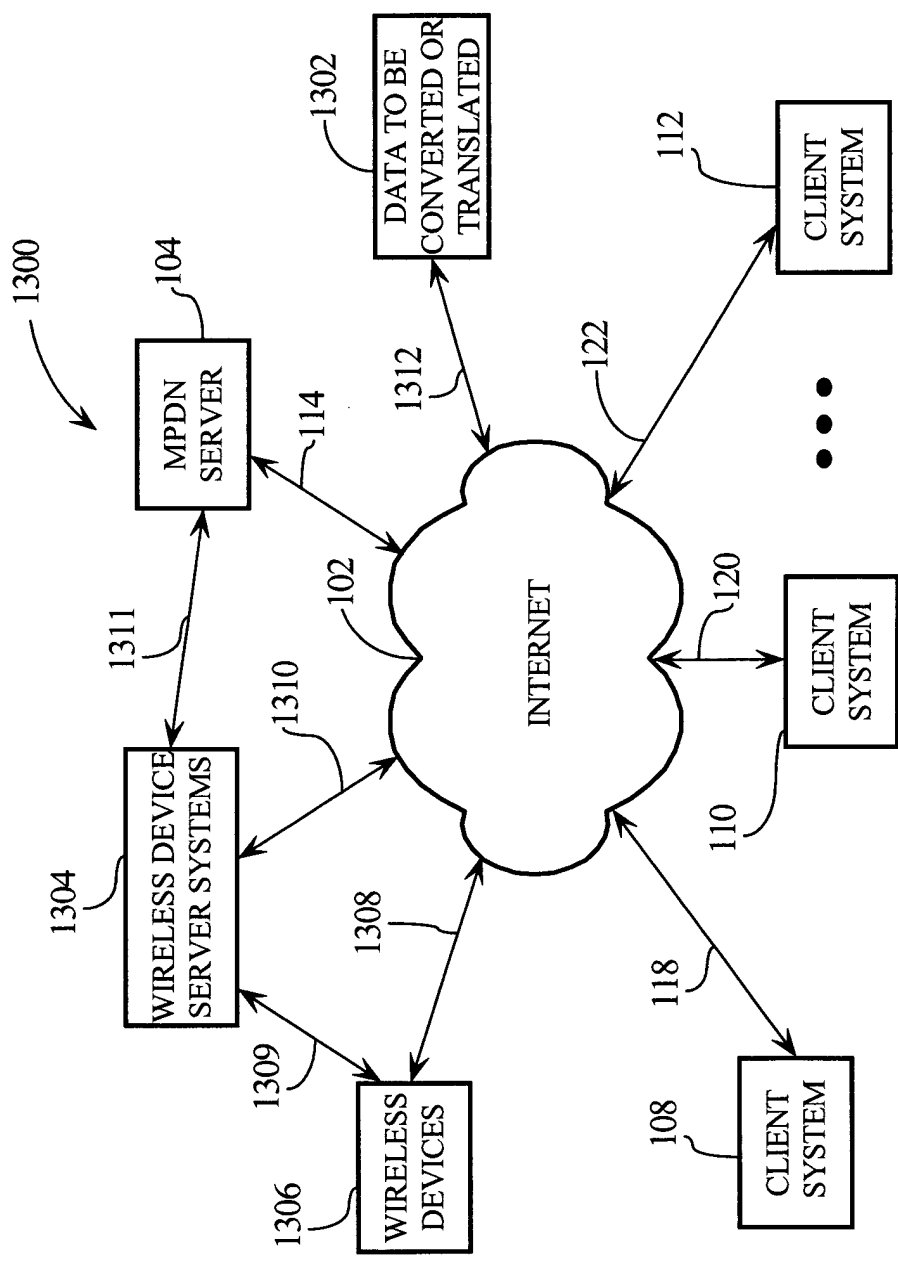 1300
1304
WIRELESS DEVICE
SERVER SYSTEMS
1311
MPDN
SERVER
104
1309
1310
114
102
1306
WIRELESS
DEVICES
1308
INTERNET
1312
DATA TO BE
CONVERTED OR
TRANSLATED
1302
108
CLIENT
SYSTEM
118
110
CLIENT
SYSTEM
120
122
CLIENT
SYSTEM
112